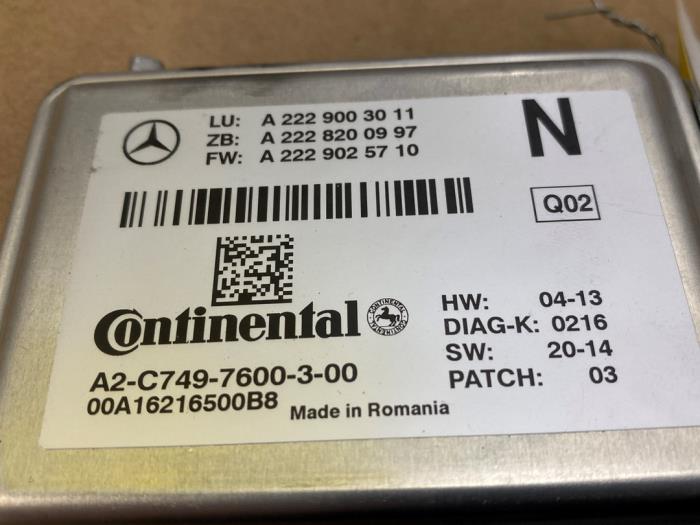 LU: A 222 900 30 11
ZB: A 222 820 09 97
FW: A 222 902 57 10
N
Q02
Continental
CONTINENTAL
HW: 04-13
DIAG-K: 0216
SW: 20-14
PATCH: 03
A2-C749-7600-3-00
00A16216500B8
Made in Romania